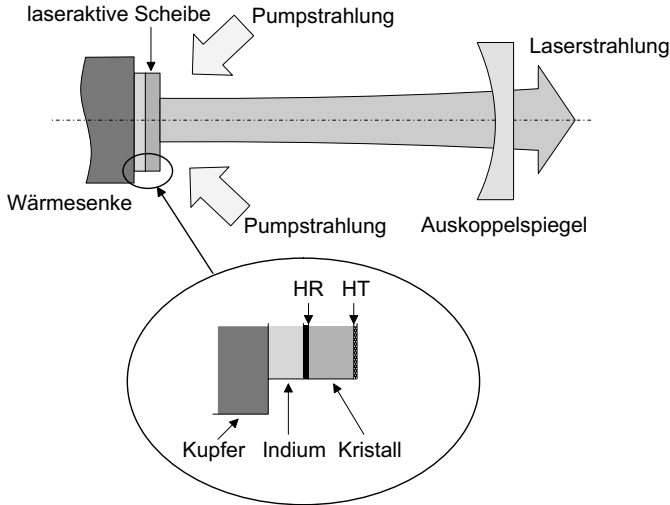 laseraktive Scheibe
Pumpstrahlung
Laserstrahlung
Wärmesenke
Pumpstrahlung
Auskoppelspiegel
HR HT
Kupfer Indium Kristall